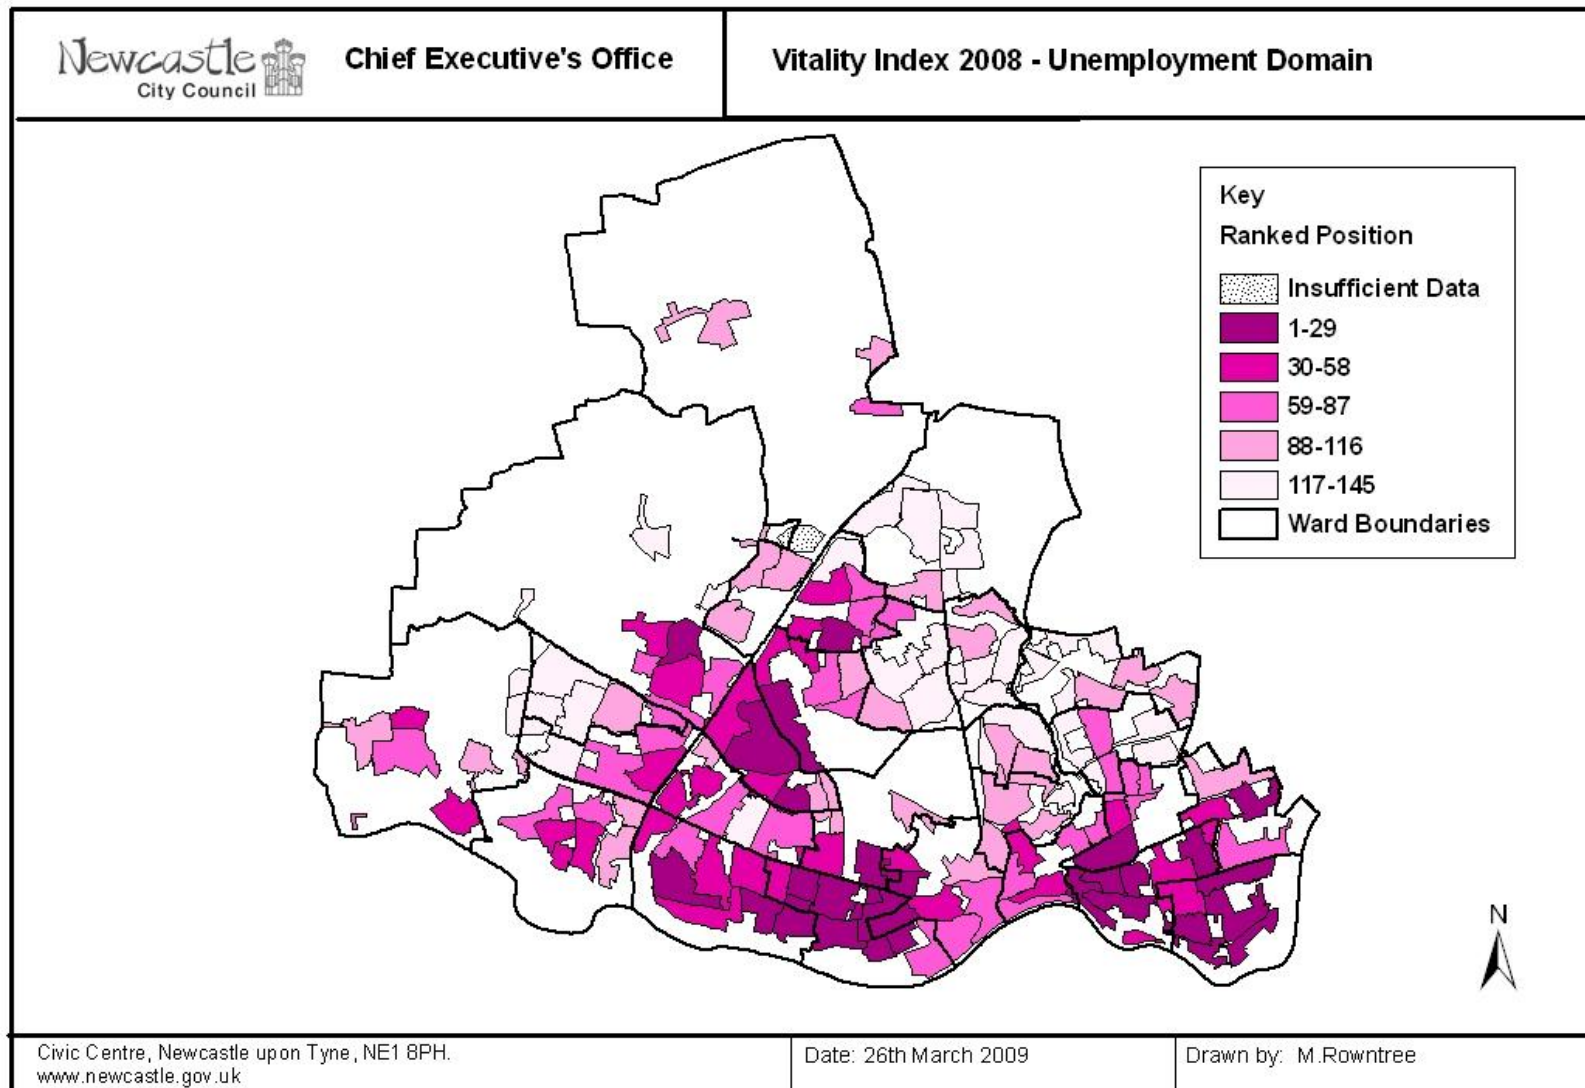 Newcastle
City Council
Chief Executive's Office
Vitality Index 2008 - Unemployment Domain
Key
Ranked Position
Insufficient Data
1-29
30-58
59-87
88-116
117-145
Ward Boundaries
N
Civic Centre, Newcastle upon Tyne, NE1 8PH.
www.newcastle.gov.uk
Date: 26th March 2009
Drawn by: M.Rowntree